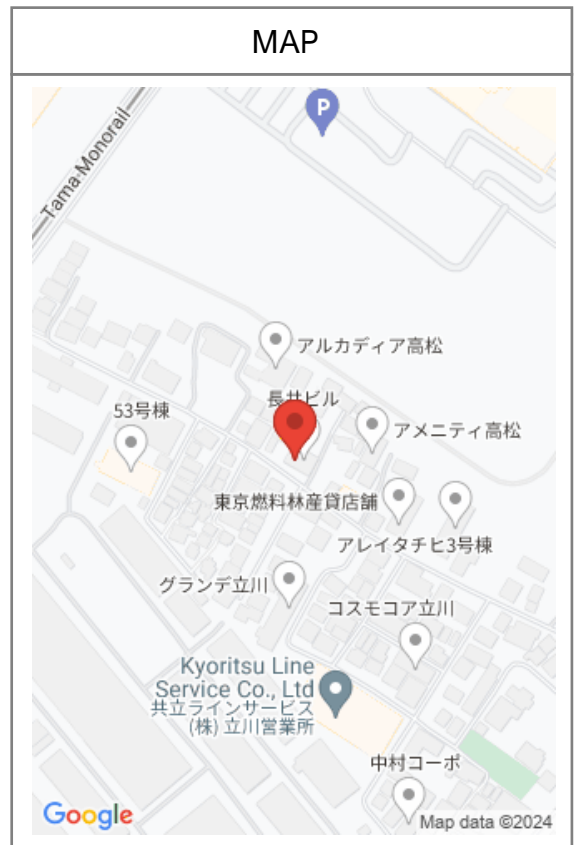 MAP
P
Tama-Monorail
アルカディア高松
長井ビル
53号棟
アメニティ高松
東京燃料林産貸店舗
アレイタチヒ3号棟
グランデ立川
コスモコア立川
Kyoritsu Line
Service Co., Ltd
共立ラインサービス
(株) 立川営業所
中村コーポ
Google
Map data ©2024